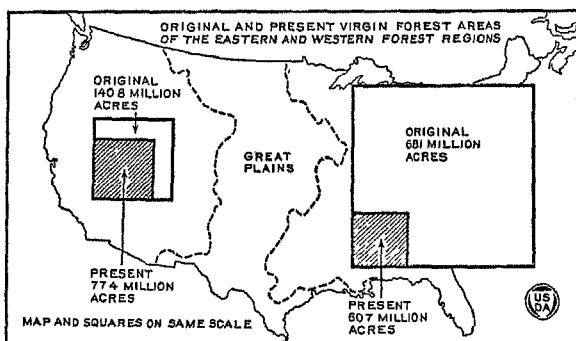 ORIGINAL AND PRESENT VIRGIN FOREST AREAS
OF THE EASTERN AND WESTERN FOREST REGIONS
ORIGINAL
140.8 MILLION
ACRES
GREAT
PLAINS
ORIGINAL
681 MILLION
ACRES
PRESENT
77.4 MILLION
ACRES
PRESENT
60.7 MILLION
ACRES
MAP AND SQUARES ON SAME SCALE
US
DA